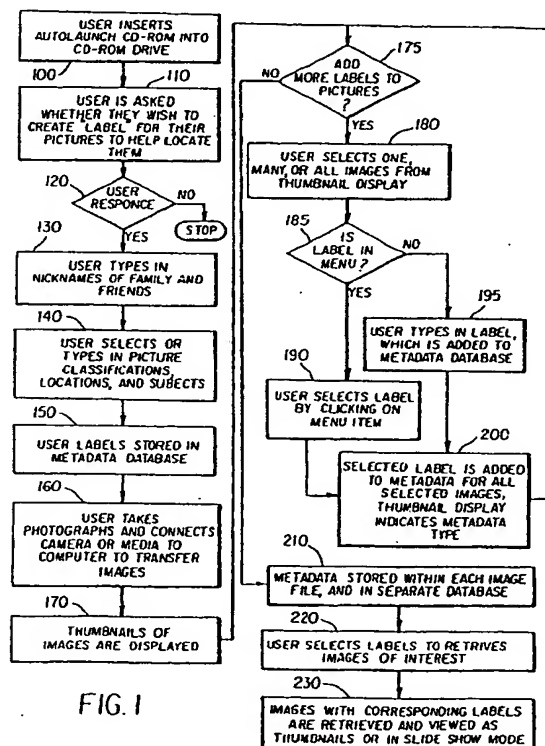 USER INSERTS
AUTOLAUNCH CD-ROM INTO
CD-ROM DRIVE
100
110
USER IS ASKED
WHETHER THEY WISH TO
CREATE "LABEL" FOR THEIR
PICTURES TO HELP LOCATE
THEM
120
USER
RESPONCE
NO
STOP
YES
130
USER TYPES IN
NICKNAMES OF FAMILY AND
FRIENDS
140
USER SELECTS OR
TYPES IN PICTURE
CLASSIFICATIONS,
LOCATIONS, AND SUBECTS
150
USER LABELS STORED IN
METADATA DATABASE
160
USER TAKES
PHOTOGRAPHS AND CONNECTS
CAMERA OR MEDIA TO
COMPUTER TO TRANSFER
IMAGES
170
THUMBNAILS OF
IMAGES ARE DISPLAYED
175
ADD
MORE LABELS TO
PICTURES
?
NO
YES
180
USER SELECTS ONE,
MANY, OR ALL IMAGES FROM
THUMBNAIL DISPLAY
185
IS
LABEL IN
MENU ?
NO
YES
195
USER TYPES IN LABEL,
WHICH IS ADDED TO
METADATA DATABASE
190
USER SELECTS LABEL
BY CLICKING ON
MENU ITEM
200
SELECTED LABEL IS ADDED
TO METADATA FOR ALL
SELECTED IMAGES,
THUMBNAIL DISPLAY
INDICATES METADATA
TYPE
210
METADATA STORED WITHIN EACH IMAGE
FILE, AND IN SEPARATE DATABASE
220
USER SELECTS LABELS TO RETRIVES
IMAGES OF INTEREST
230
IMAGES WITH CORRESPONDING LABELS
ARE RETRIEVED AND VIEWED AS
THUMBNAILS OR IN SLIDE SHOW MODE
FIG. 1